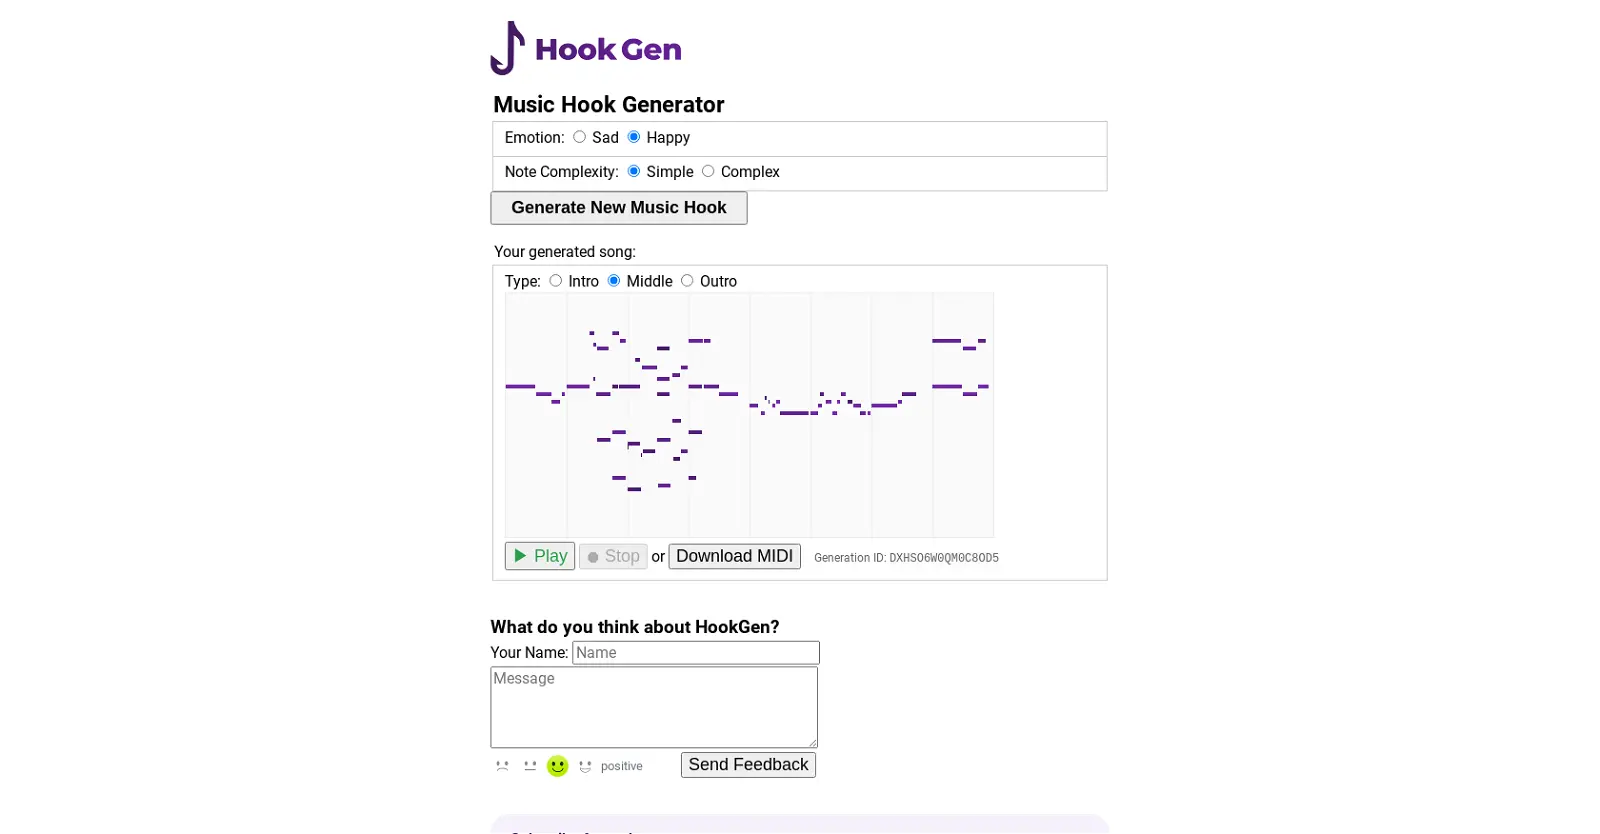 Hook Gen
Music Hook Generator
Emotion: Sad Happy
Note Complexity: Simple Complex
Generate New Music Hook
Your generated song:
Type: Intro Middle Outro
Play Stop or Download MIDI Generation ID: DXHSO6W0QM0C8OD5
What do you think about HookGen?
Your Name: Name
Message
positive Send Feedback